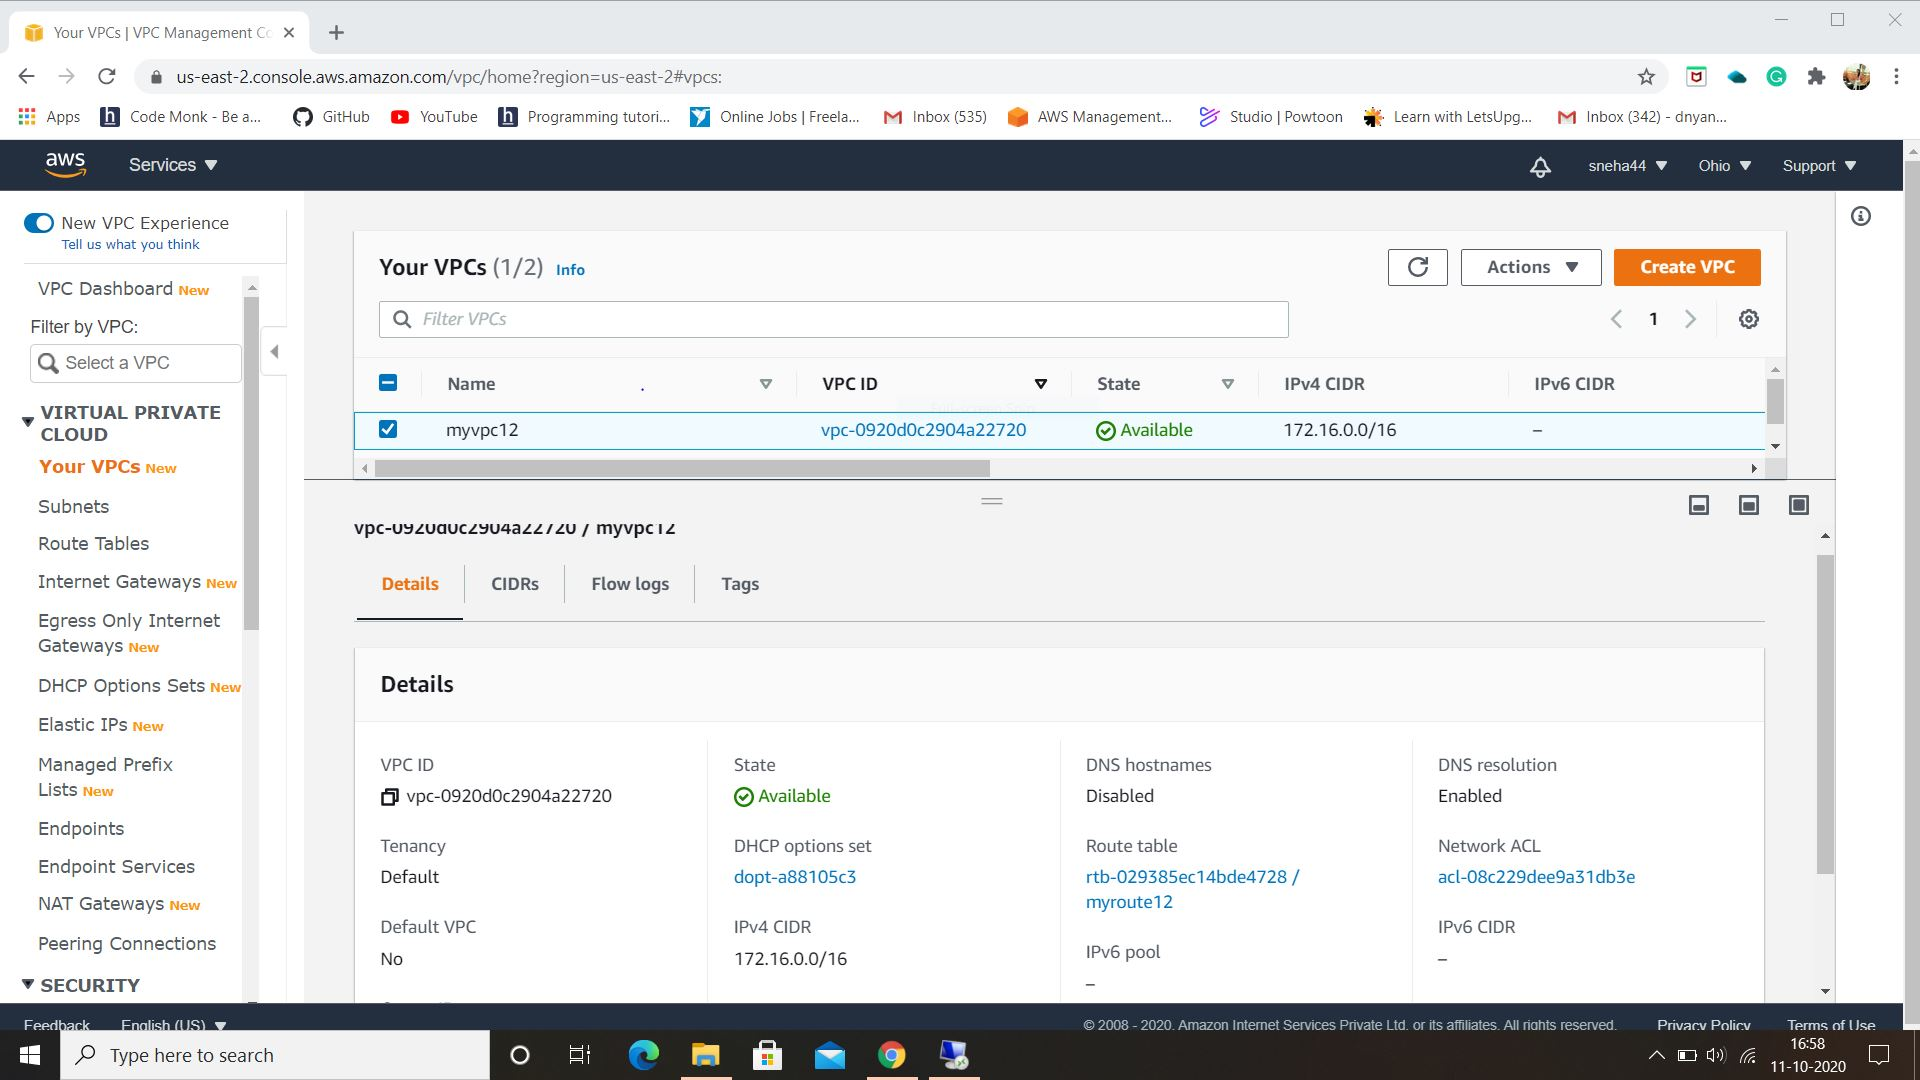 Your VPCs | VPC Management Co
us-east-2.console.aws.amazon.com/vpc/home?region=us-east-2#vpcs:
Apps
Code Monk - Be a...
GitHub
YouTube
Programming tutori...
Online Jobs | Freela...
Inbox (535)
AWS Management...
Studio | Powtoon
Learn with LetsUpg...
Inbox (342) - dnyan...
aws
Services
sneha44
Ohio
Support
New VPC Experience
Tell us what you think
VPC Dashboard New
Filter by VPC:
Select a VPC
VIRTUAL PRIVATE
CLOUD
Your VPCs New
Subnets
Route Tables
Internet Gateways New
Egress Only Internet
Gateways New
DHCP Options Sets New
Elastic IPs New
Managed Prefix
Lists New
Endpoints
Endpoint Services
NAT Gateways New
Peering Connections
SECURITY
Your VPCs (1/2) Info
Actions
Create VPC
Filter VPCs
1
Name
VPC ID
State
IPv4 CIDR
IPv6 CIDR
myvpc12
vpc-0920d0c2904a22720
Available
172.16.0.0/16
–
vpc-0920d0c2904a22720 / myvpc12
Details
CIDRs
Flow logs
Tags
Details
VPC ID
vpc-0920d0c2904a22720
State
Available
DNS hostnames
Disabled
DNS resolution
Enabled
Tenancy
Default
DHCP options set
dopt-a88105c3
Route table
rtb-029385ec14bde4728 /
myroute12
Network ACL
acl-08c229dee9a31db3e
Default VPC
No
IPv4 CIDR
172.16.0.0/16
IPv6 pool
–
IPv6 CIDR
–
Feedback
English (US)
© 2008 - 2020, Amazon Internet Services Private Ltd. or its affiliates. All rights reserved.
Privacy Policy
Terms of Use
Type here to search
16:58
11-10-2020